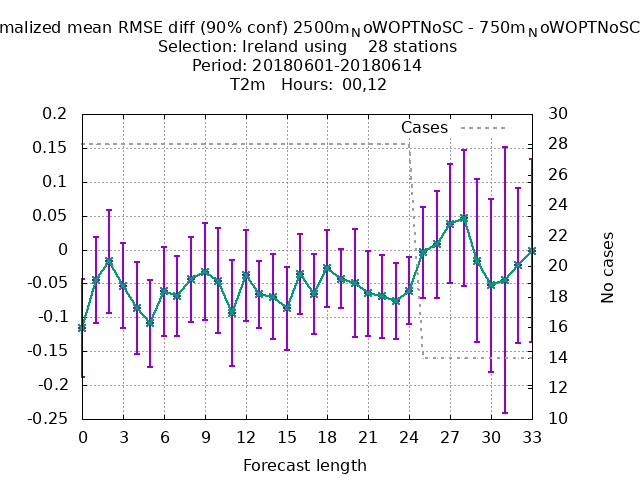 malized mean RMSE diff (90% conf) 2500mNoWOPTNoSC - 750mNoWOPTNoSC
Selection: Ireland using 28 stations
Period: 20180601-20180614
T2m Hours: 00,12
Cases
0.2
0.15
0.1
0.05
0
-0.05
-0.1
-0.15
-0.2
-0.25
30
28
26
24
22
20
18
16
14
12
10
No cases
0 3 6 9 12 15 18 21 24 27 30 33
Forecast length